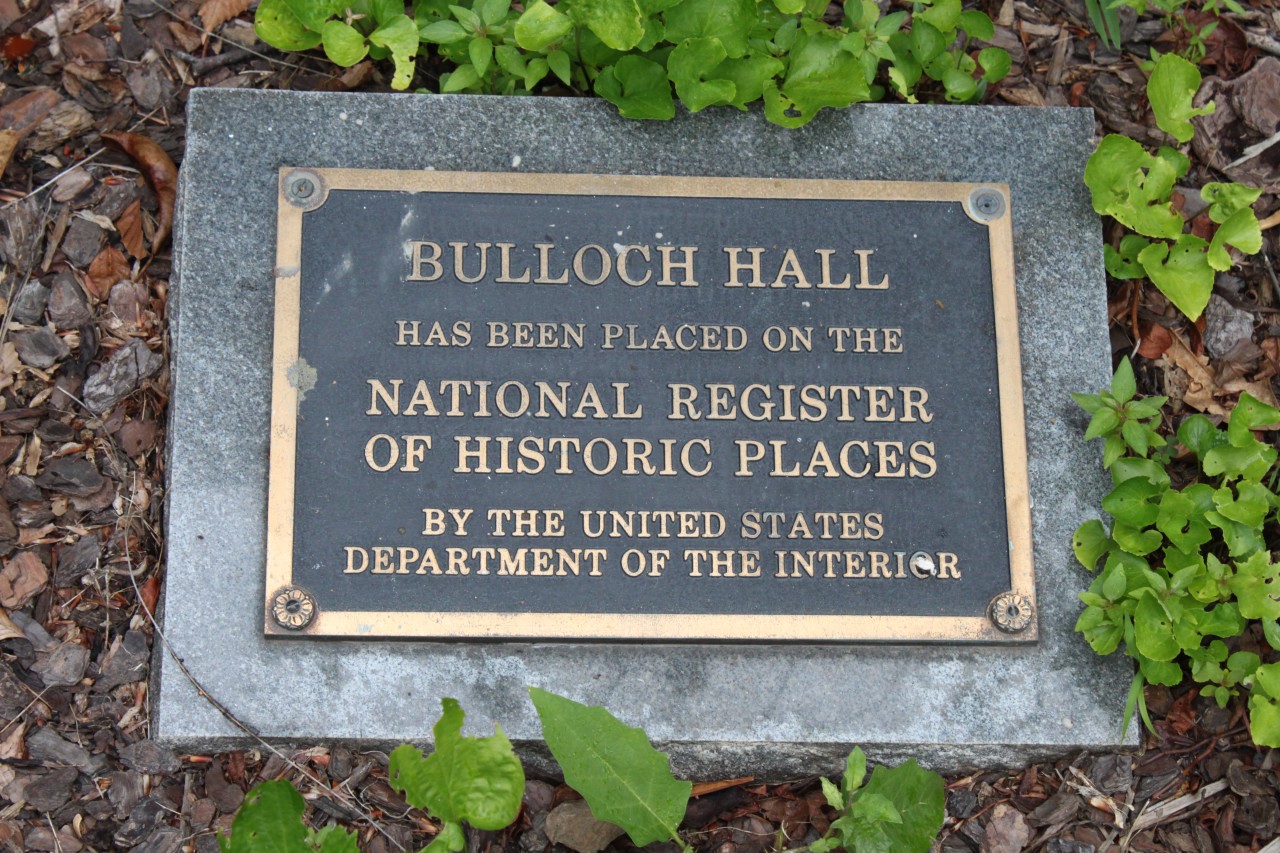 BULLOCH HALL
HAS BEEN PLACED ON THE
NATIONAL REGISTER
OF HISTORIC PLACES
BY THE UNITED STATES
DEPARTMENT OF THE INTERIOR